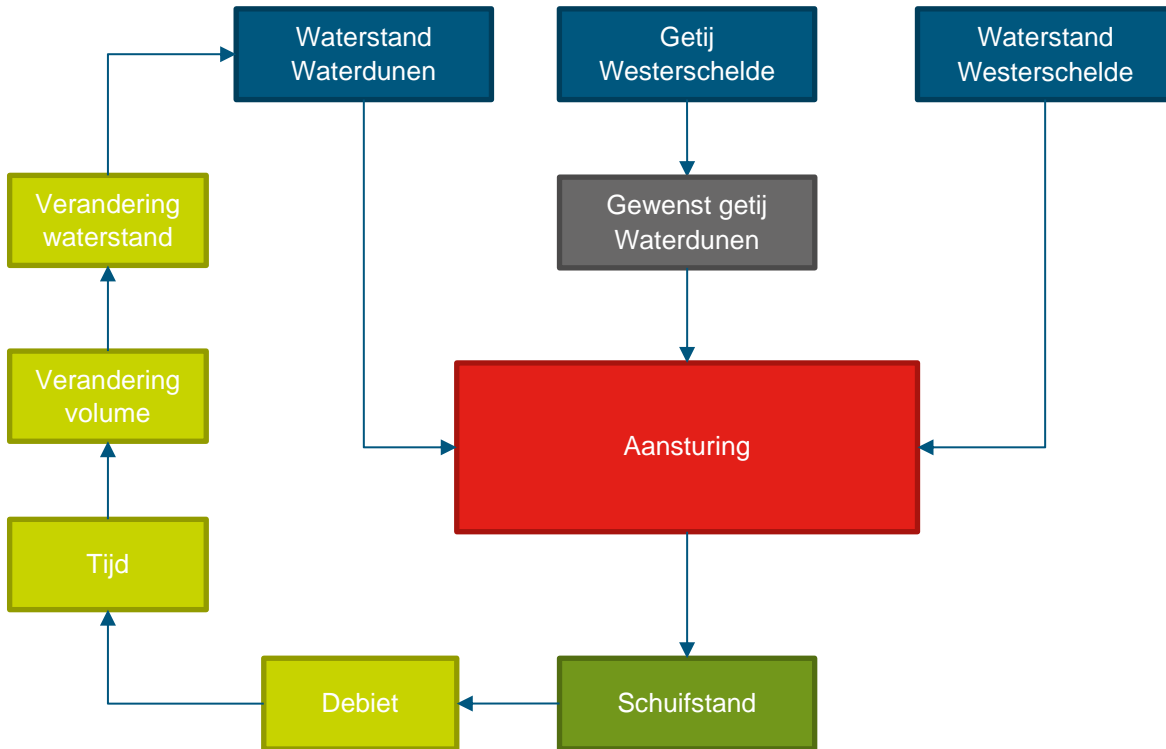 Waterstand
Waterdunen
Getij
Westerschelde
Waterstand
Westerschelde
Verandering
waterstand
Gewenst getij
Waterdunen
Verandering
volume
Aansturing
Tijd
Debiet
Schuifstand